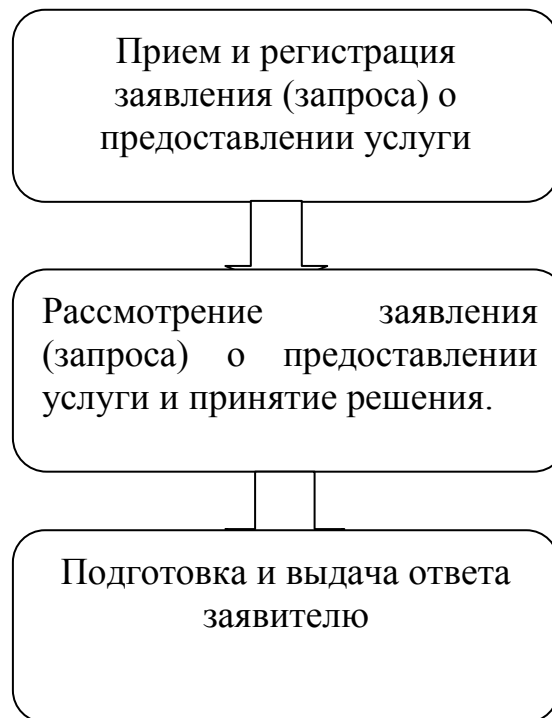 Прием и регистрация
заявления (запроса) о
предоставлении услуги
Рассмотрение заявления
(запроса) о предоставлении
услуги и принятие решения.
Подготовка и выдача ответа
заявителю